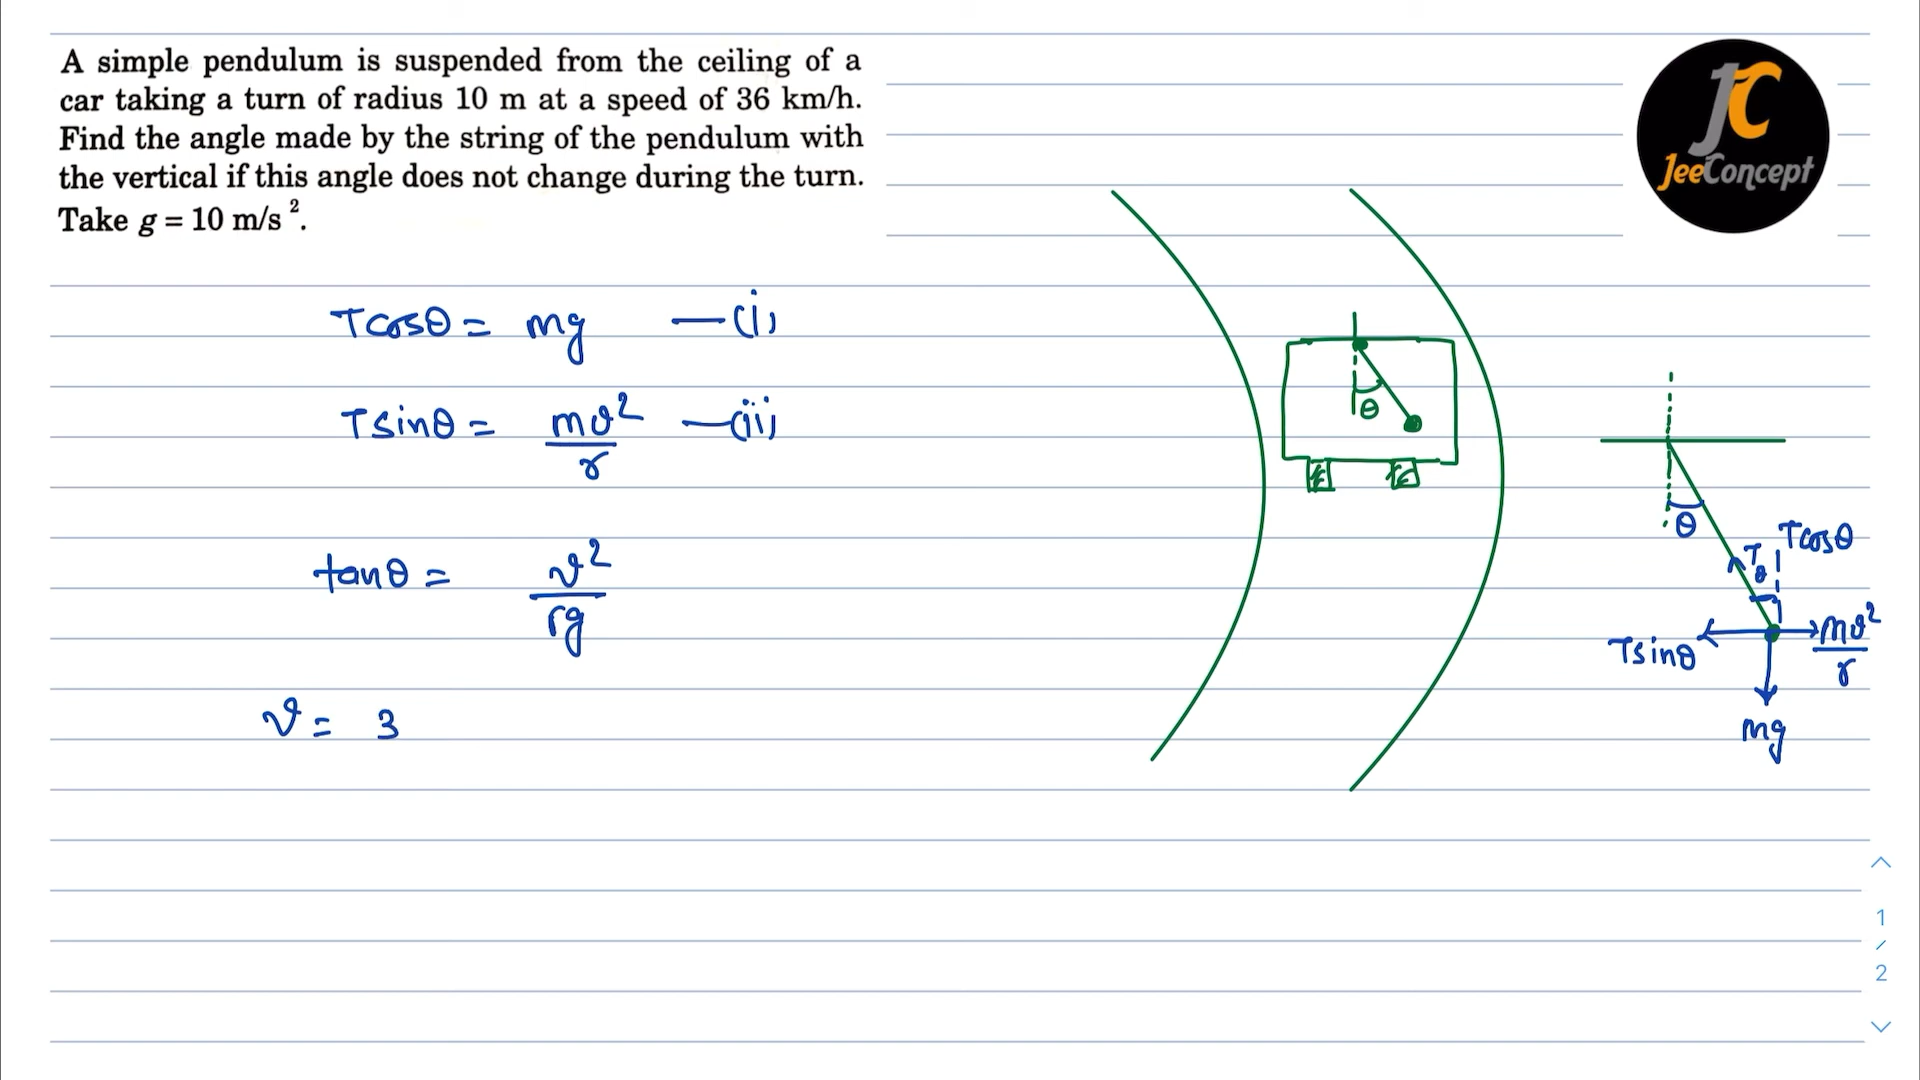 A simple pendulum is suspended from the ceiling of a
car taking a turn of radius 10 m at a speed of 36 km/h.
Find the angle made by the string of the pendulum with
the vertical if this angle does not change during the turn.
Take g = 10 m/s ².
JC
JeeConcept
Tcosθ = mg —(i)
Tsinθ = mv²/r —(ii)
tanθ = v²/rg
v = 3
θ
θ
T
θ
Tcosθ
Tsinθ
mv²/r
mg
1
/
2